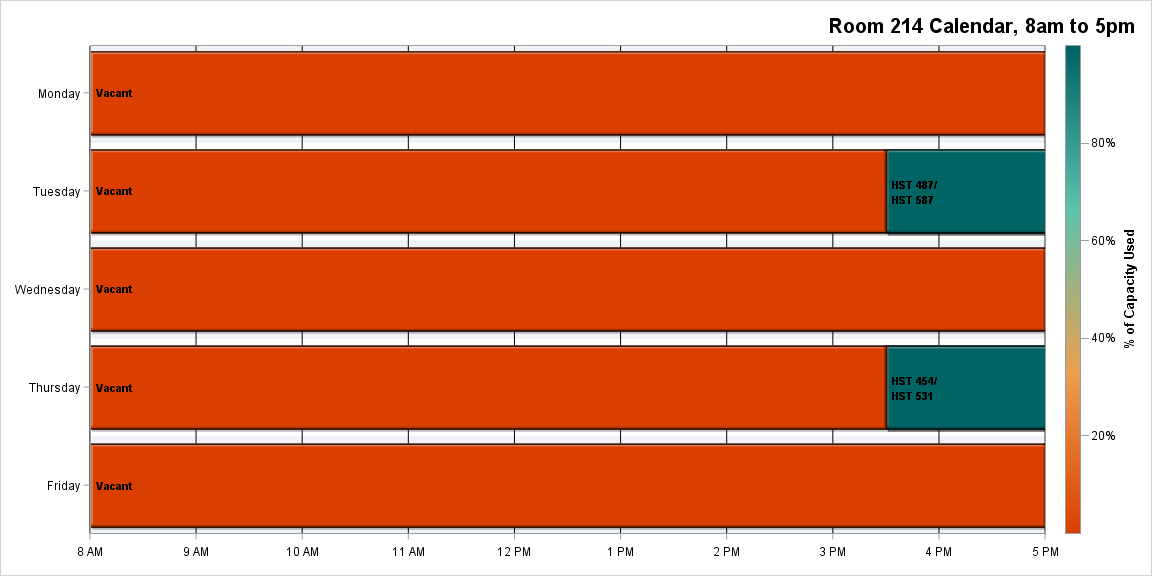 Room 214 Calendar, 8am to 5pm
Monday
Vacant
Tuesday
Vacant
HST 487/
HST 587
Wednesday
Vacant
Thursday
Vacant
HST 454/
HST 531
Friday
Vacant
8 AM
9 AM
10 AM
11 AM
12 PM
1 PM
2 PM
3 PM
4 PM
5 PM
80%
60%
40%
20%
% of Capacity Used